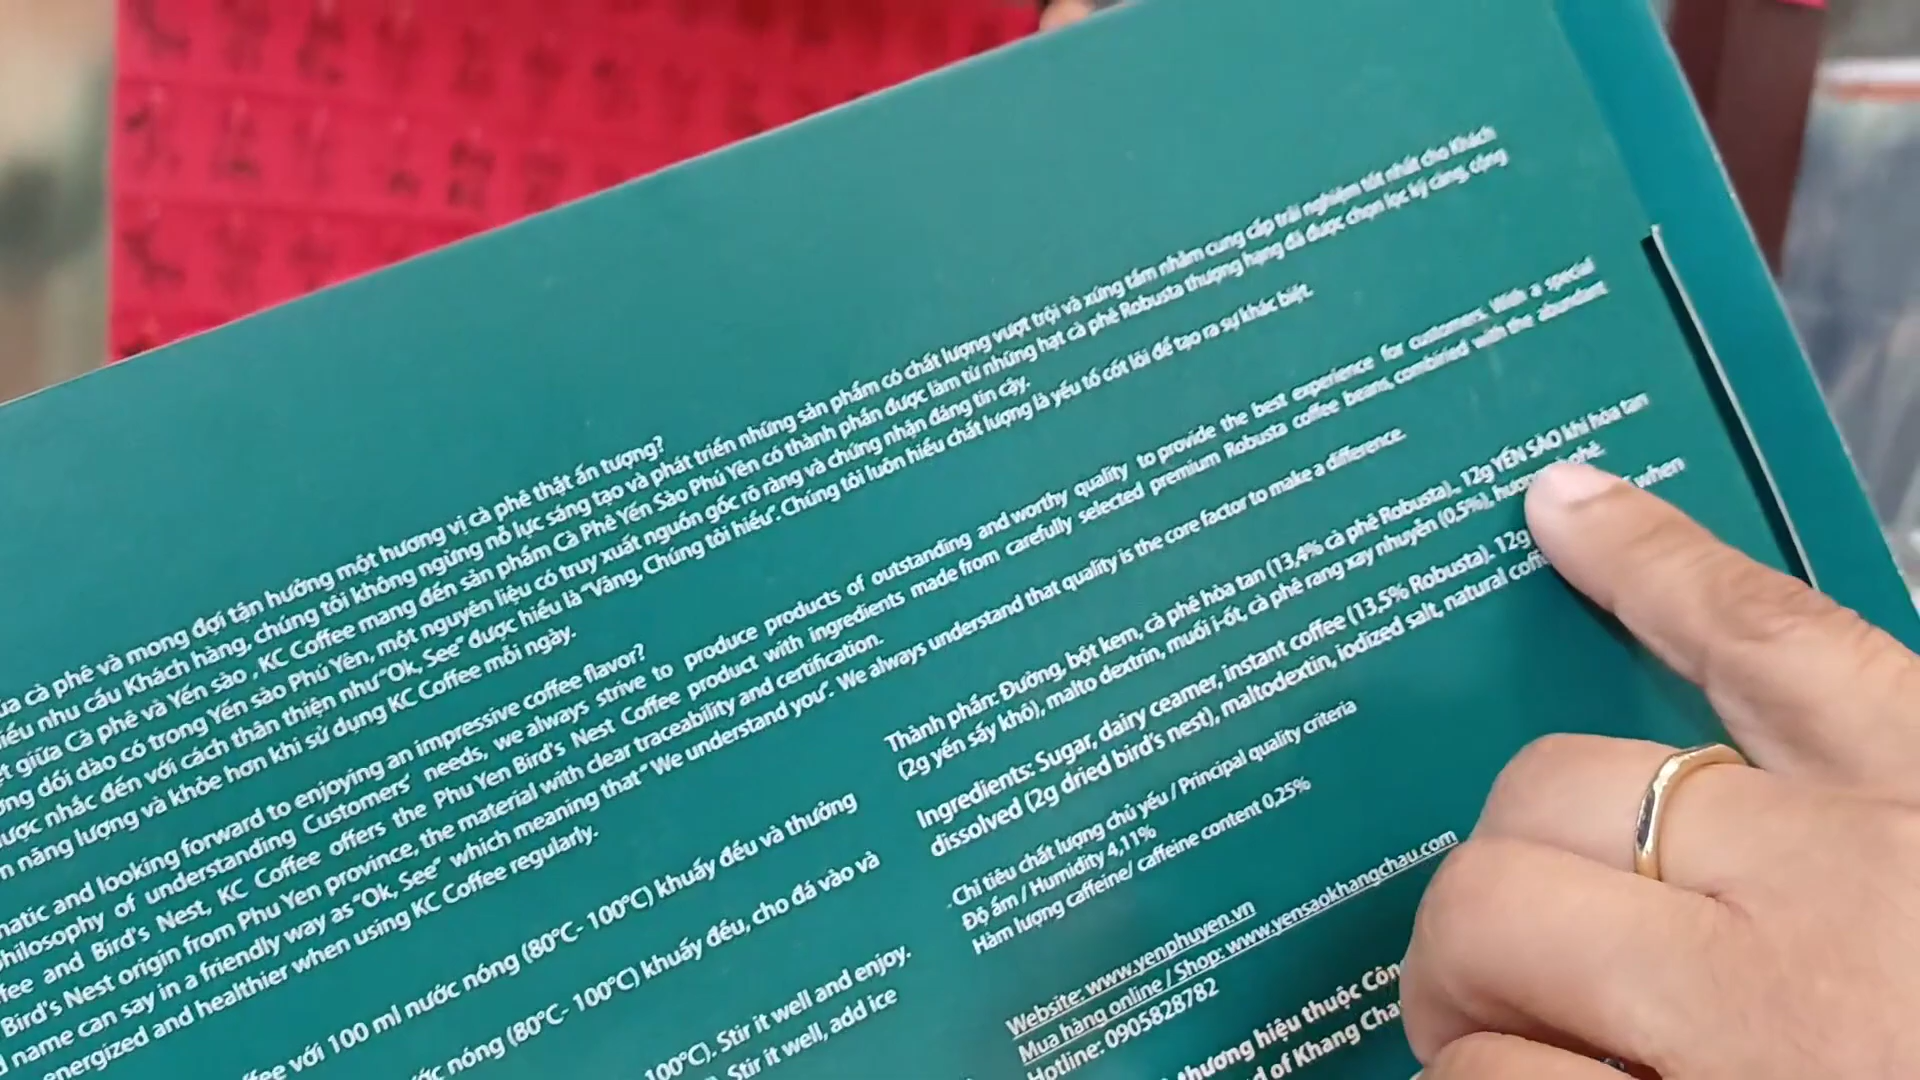 cà phê và mong đợi tận hưởng một hương vị cà phê thật ấn tượng?
hiểu nhu cầu Khách hàng, chúng tôi không ngừng nỗ lực sáng tạo và phát triển những sản phẩm có chất lượng vượt trội và xứng tầm nhằm cung cấp trải nghiệm tốt nhất cho Khách
giữa Cà phê và Yến sào , KC Coffee mang đến sản phẩm Cà Phê Yến Sào Phú Yên có thành phần được làm từ những hạt cà phê Robusta thượng hạng đã được chọn lọc kỹ càng, cộng
dồi dào có trong Yến sào Phú Yên, một nguyên liệu có truy xuất nguồn gốc rõ ràng và chứng nhận đáng tin cậy.
nhắc đến với cách thân thiện như "Ok, See" được hiểu là "Vâng, Chúng tôi hiểu". Chúng tôi luôn hiểu chất lượng là yếu tố cốt lõi để tạo ra sự khác biệt.
năng lượng và khỏe hơn khi sử dụng KC Coffee mỗi ngày.
and looking forward to enjoying an impressive coffee flavor?
philosophy of understanding Customers' needs, we always strive to produce products of outstanding and worthy quality to provide the best experience for customers. With a special
and Bird's Nest, KC Coffee offers the Phu Yen Bird's Nest Coffee product with ingredients made from carefully selected premium Robusta coffee beans, combined with the abundant
Bird's Nest origin from Phu Yen province, the material with clear traceability and certification.
name can say in a friendly way as "Ok, See" which meaning that" We understand you". We always understand that quality is the core factor to make a difference.
energized and healthier when using KC Coffee regularly.
với 100 ml nước nóng (80°C- 100°C) khuấy đều và thưởng
nước nóng (80°C- 100°C) khuấy đều, cho đá vào và
100°C). Stir it well and enjoy.
Stir it well, add ice
Thành phần: Đường, bột kem, cà phê hòa tan (13,4% cà phê Robusta)_ 12g YẾN SÀO khi hòa tan
(2g yến sấy khô), malto dextrin, muối i-ốt, cà phê rang xay nhuyễn (0,5%), phê.
Ingredients: Sugar, dairy ceamer, instant coffee (13,5% Robusta)_ 12g when
dissolved (2g dried bird's nest), maltodextin, iodized salt, natural
Chỉ tiêu chất lượng chủ yếu / Principal quality criteria
Độ ẩm / Humidity 4,11%
Hàm lượng caffeine/ caffeine content 0,25%
Website: www.yenphuyen.vn
Mua hàng online / Shop: www.yensaokhangchau.com
Hotline: 0905828782
thương hiệu thuộc
of Khang